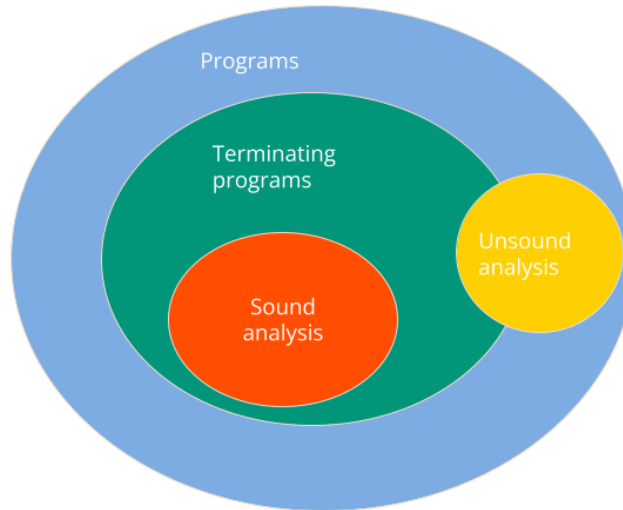 Programs
Terminating
programs
Unsound
analysis
Sound
analysis